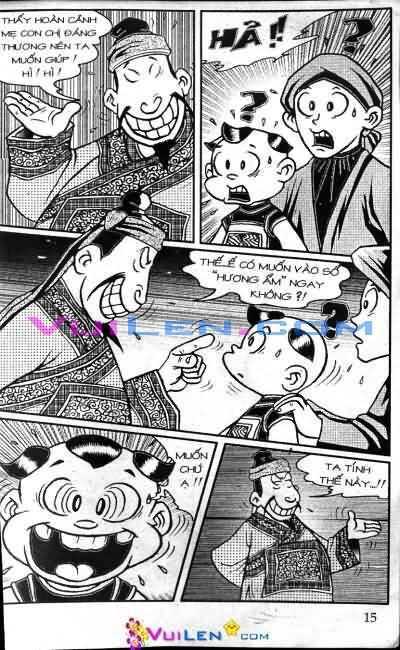 THẤY HOÀN CẢNH
MẸ CON CHỊ ĐÁNG
THƯƠNG NÊN TA
MUỐN GIÚP!
HÌ! HÌ!
HẢ!!
?
?
THẾ Ể CÓ MUỐN VÀO SỐ
"HƯƠNG ẨM" NGAY
KHÔNG?!
?
VuiLen.com
MUỐN
CHỨ
Ạ!!
TA TÍNH
THẾ NÀY...!!
15
VuiLen.com